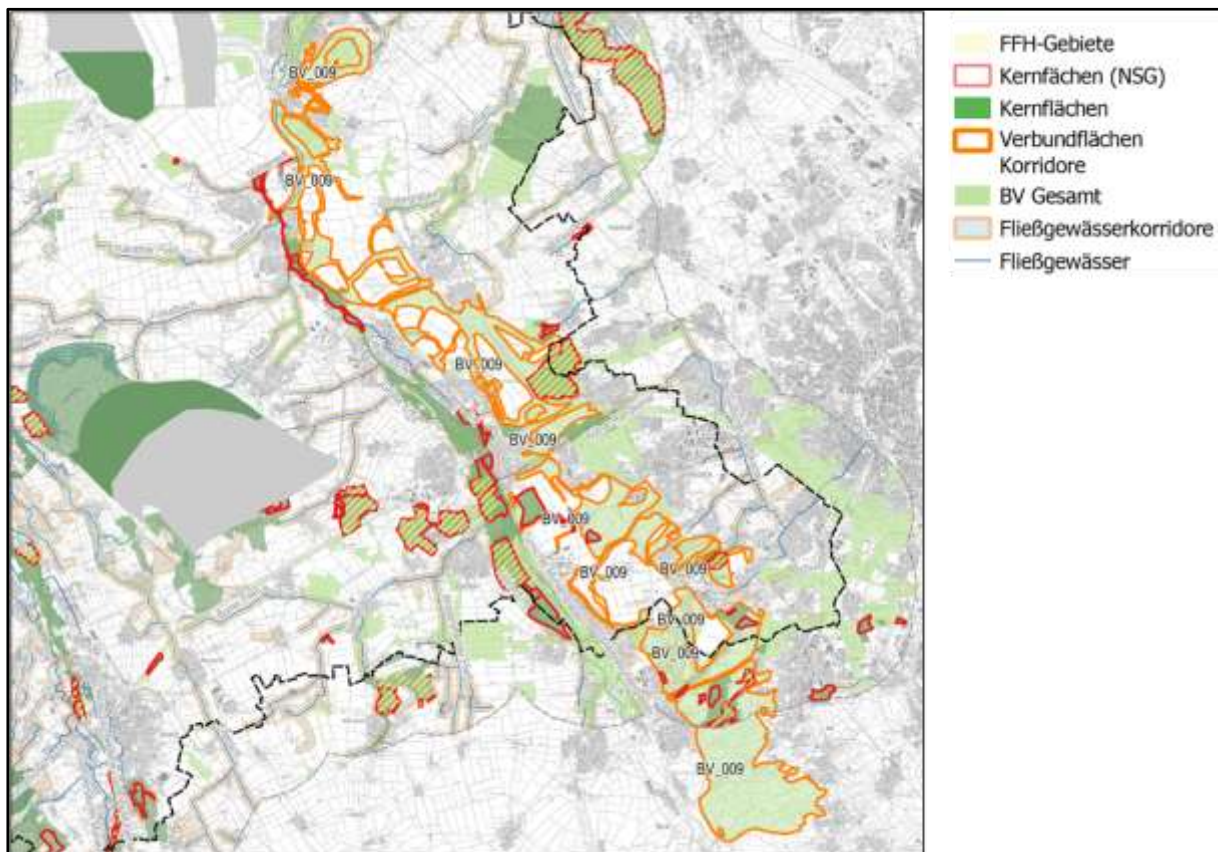 FFH-Gebiete
Kernfächen (NSG)
Kernflächen
Verbundflächen
Korridore
BV Gesamt
Fließgewässerkorridore
Fließgewässer
BV_009
BV_009
BV_009
BV_009
BV_009
BV_009
BV_009
BV_009
BV_009
BV_009